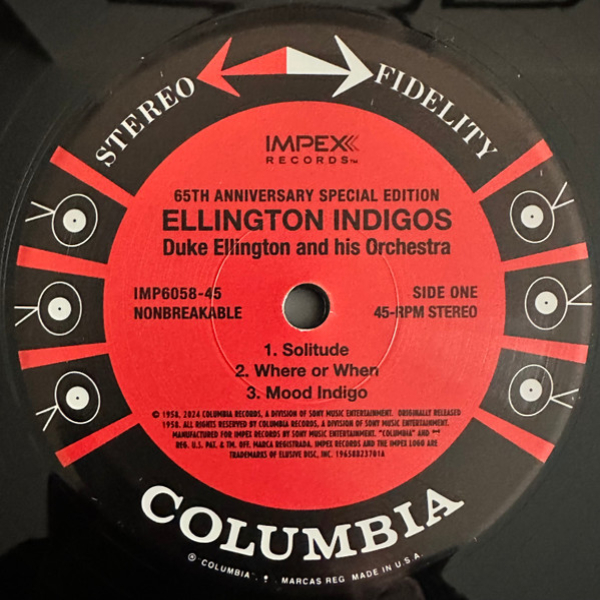 STEREO FIDELITY
IMPEX
RECORDS™
65TH ANNIVERSARY SPECIAL EDITION
ELLINGTON INDIGOS
Duke Ellington and his Orchestra
IMP6058-45 SIDE ONE
NONBREAKABLE 45-RPM STEREO
1. Solitude
2. Where or When
3. Mood Indigo
© 1958, 2024 COLUMBIA RECORDS, A DIVISION OF SONY MUSIC ENTERTAINMENT. ORIGINALLY RELEASED
1958. ALL RIGHTS RESERVED BY COLUMBIA RECORDS, A DIVISION OF SONY MUSIC ENTERTAINMENT.
MANUFACTURED FOR IMPEX RECORDS BY SONY MUSIC ENTERTAINMENT. "COLUMBIA" AND
REG. U.S. PAT. & TM. OFF. MARCA REGISTRADA. IMPEX RECORDS AND THE IMPEX LOGO ARE
TRADEMARKS OF ELUSIVE DISC, INC. 19658823701A
COLUMBIA
"COLUMBIA", MARCAS REG. MADE IN U.S.A.